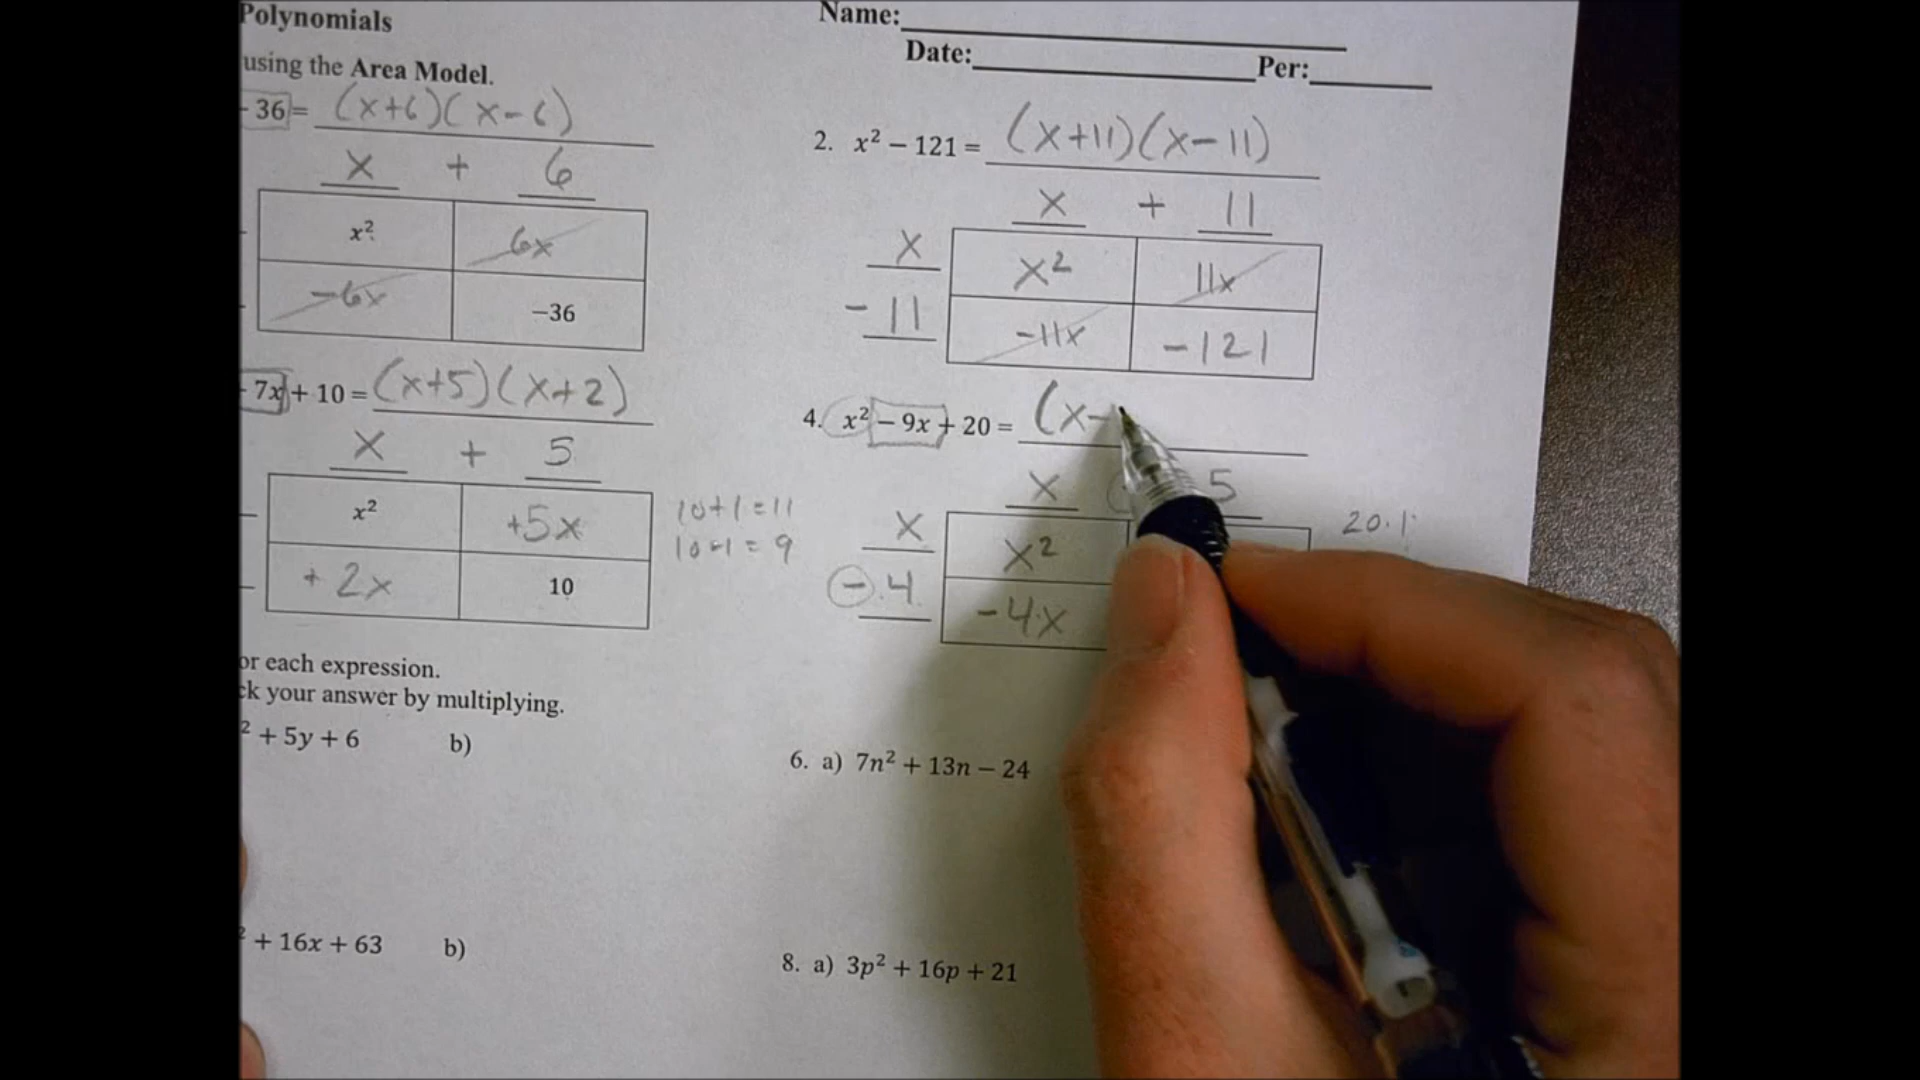 Polynomials
Name:
Date: Per:
using the Area Model.
- 36 = (x+6)(x-6)
x + 6
x² 6x
-6x −36
2. x² − 121 = (x+11)(x-11)
x + 11
x x² 11x
-11 -11x -121
7x + 10 = (x+5)(x+2)
x + 5
x² +5x
+2x 10
10+1=11
10-1=9
4. x² − 9x + 20 = (x-
x 5
x x² 20·1
-4 -4x
or each expression.
ck your answer by multiplying.
² + 5y + 6 b)
6. a) 7n² + 13n − 24
² + 16x + 63 b)
8. a) 3p² + 16p + 21